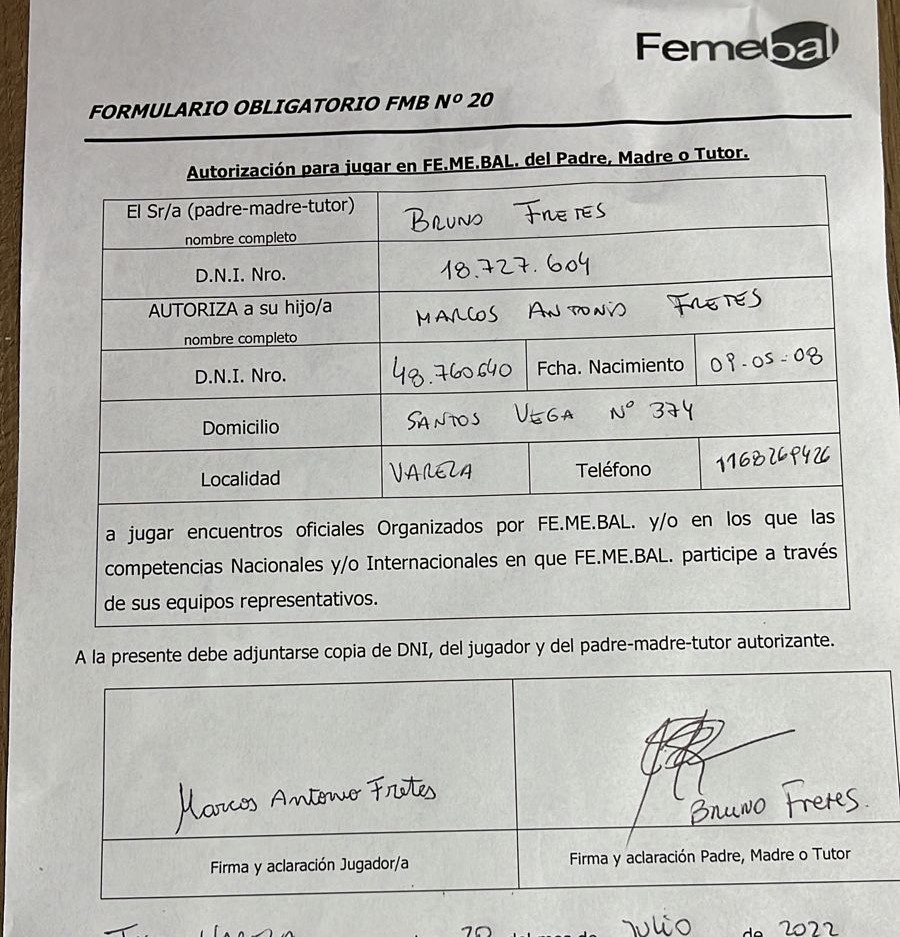 Femebal
FORMULARIO OBLIGATORIO FMB Nº 20
Autorización para jugar en FE.ME.BAL. del Padre, Madre o Tutor.
El Sr/a (padre-madre-tutor) BRUNO FRETES
nombre completo
D.N.I. Nro. 18.727.604
AUTORIZA a su hijo/a MARCOS ANTONIO FRETES
nombre completo
D.N.I. Nro. 48.760640 Fcha. Nacimiento 09-05-08
Domicilio SANTOS VEGA Nº 374
Localidad VARELA Teléfono 1168269426
a jugar encuentros oficiales Organizados por FE.ME.BAL. y/o en los que las
competencias Nacionales y/o Internacionales en que FE.ME.BAL. participe a través
de sus equipos representativos.
A la presente debe adjuntarse copia de DNI, del jugador y del padre-madre-tutor autorizante.
Marcos Antonio Fretes
Bruno Fretes.
Firma y aclaración Jugador/a
Firma y aclaración Padre, Madre o Tutor
Julio de 2022